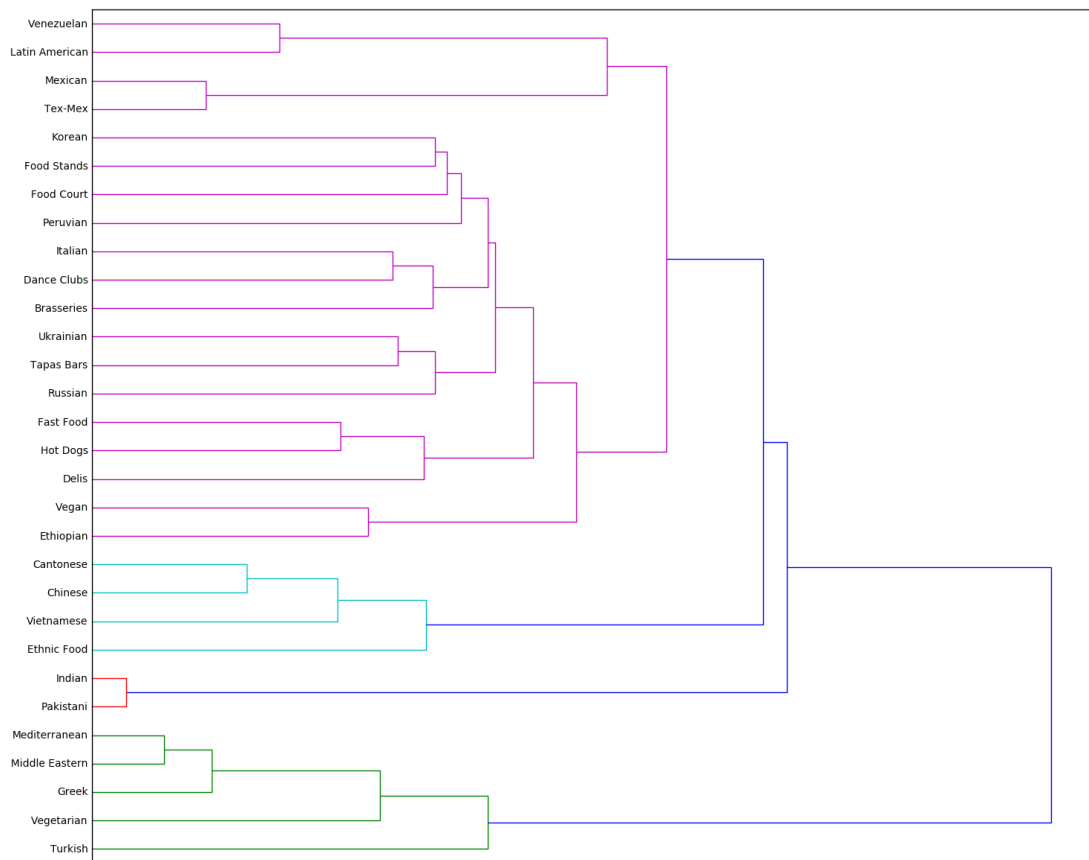 Venezuelan
Latin American
Mexican
Tex-Mex
Korean
Food Stands
Food Court
Peruvian
Italian
Dance Clubs
Brasseries
Ukrainian
Tapas Bars
Russian
Fast Food
Hot Dogs
Delis
Vegan
Ethiopian
Cantonese
Chinese
Vietnamese
Ethnic Food
Indian
Pakistani
Mediterranean
Middle Eastern
Greek
Vegetarian
Turkish